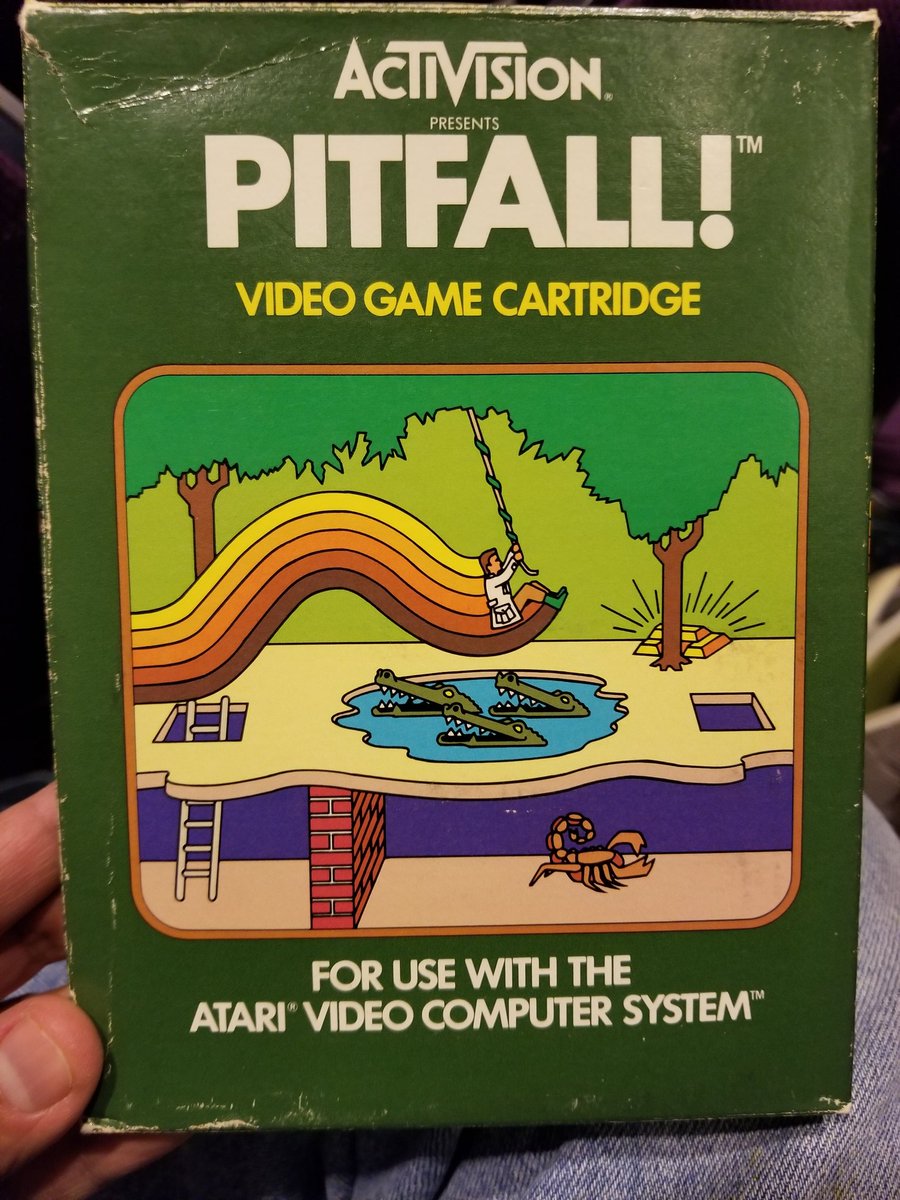 ACTIVISION®
PRESENTS
PITFALL!™
VIDEO GAME CARTRIDGE
FOR USE WITH THE
ATARI® VIDEO COMPUTER SYSTEM™